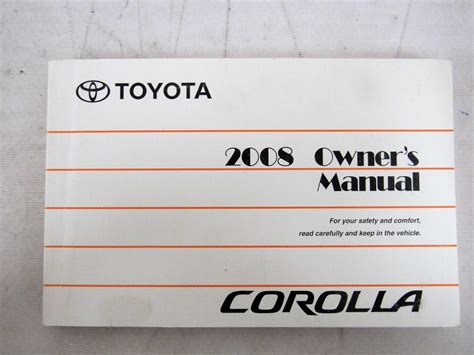 TOYOTA
2008 Owner's
Manual
For your safety and comfort,
read carefully and keep in the vehicle.
COROLLA